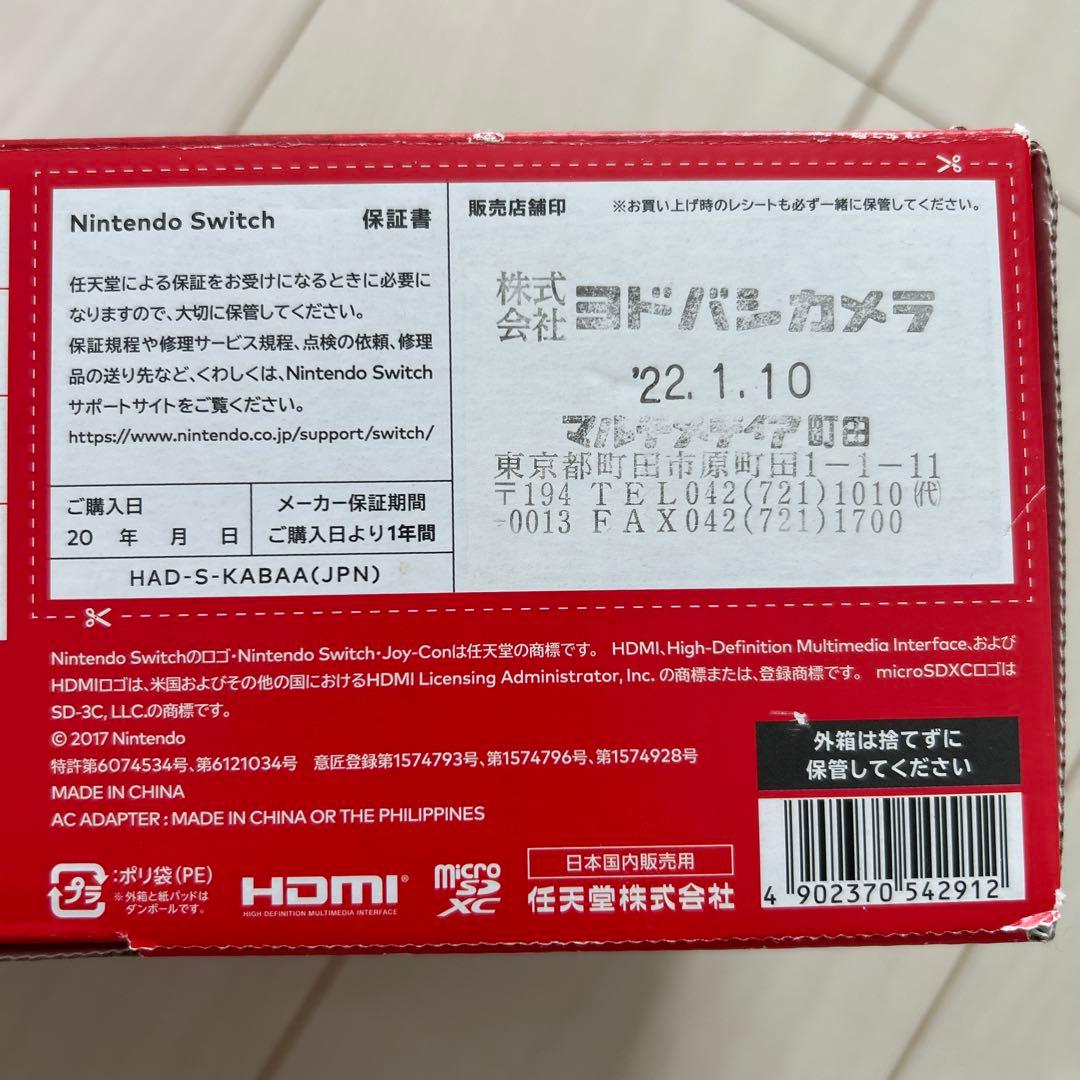 Nintendo Switch 保証書
任天堂による保証をお受けになるときに必要に
なりますので、大切に保管してください。
保証規程や修理サービス規程、点検の依頼、修理
品の送り先など、くわしくは、Nintendo Switch
サポートサイトをご覧ください。
https://www.nintendo.co.jp/support/switch/
ご購入日
20 年 月 日
メーカー保証期間
ご購入日より1年間
HAD-S-KABAA(JPN)
販売店舗印 ※お買い上げ時のレシートも必ず一緒に保管してください。
株式会社ヨドバシカメラ
'22.1.10
マルチメディア町田
東京都町田市原町田1-1-11
〒194 TEL042(721)1010(代)
-0013 FAX042(721)1700
Nintendo Switchのロゴ・Nintendo Switch・Joy-Conは任天堂の商標です。 HDMI、High-Definition Multimedia Interface、および
HDMIロゴは、米国およびその他の国におけるHDMI Licensing Administrator, Inc. の商標または、登録商標です。 microSDXCロゴは
SD-3C, LLC.の商標です。
© 2017 Nintendo
特許第6074534号、第6121034号 意匠登録第1574793号、第1574796号、第1574928号
MADE IN CHINA
AC ADAPTER : MADE IN CHINA OR THE PHILIPPINES
外箱は捨てずに
保管してください
プラ
:ポリ袋(PE)
※外箱と紙パッドは
ダンボールです。
HDMI®
HIGH-DEFINITION MULTIMEDIA INTERFACE
micro
SD
XC
日本国内販売用
任天堂株式会社
4 902370 542912